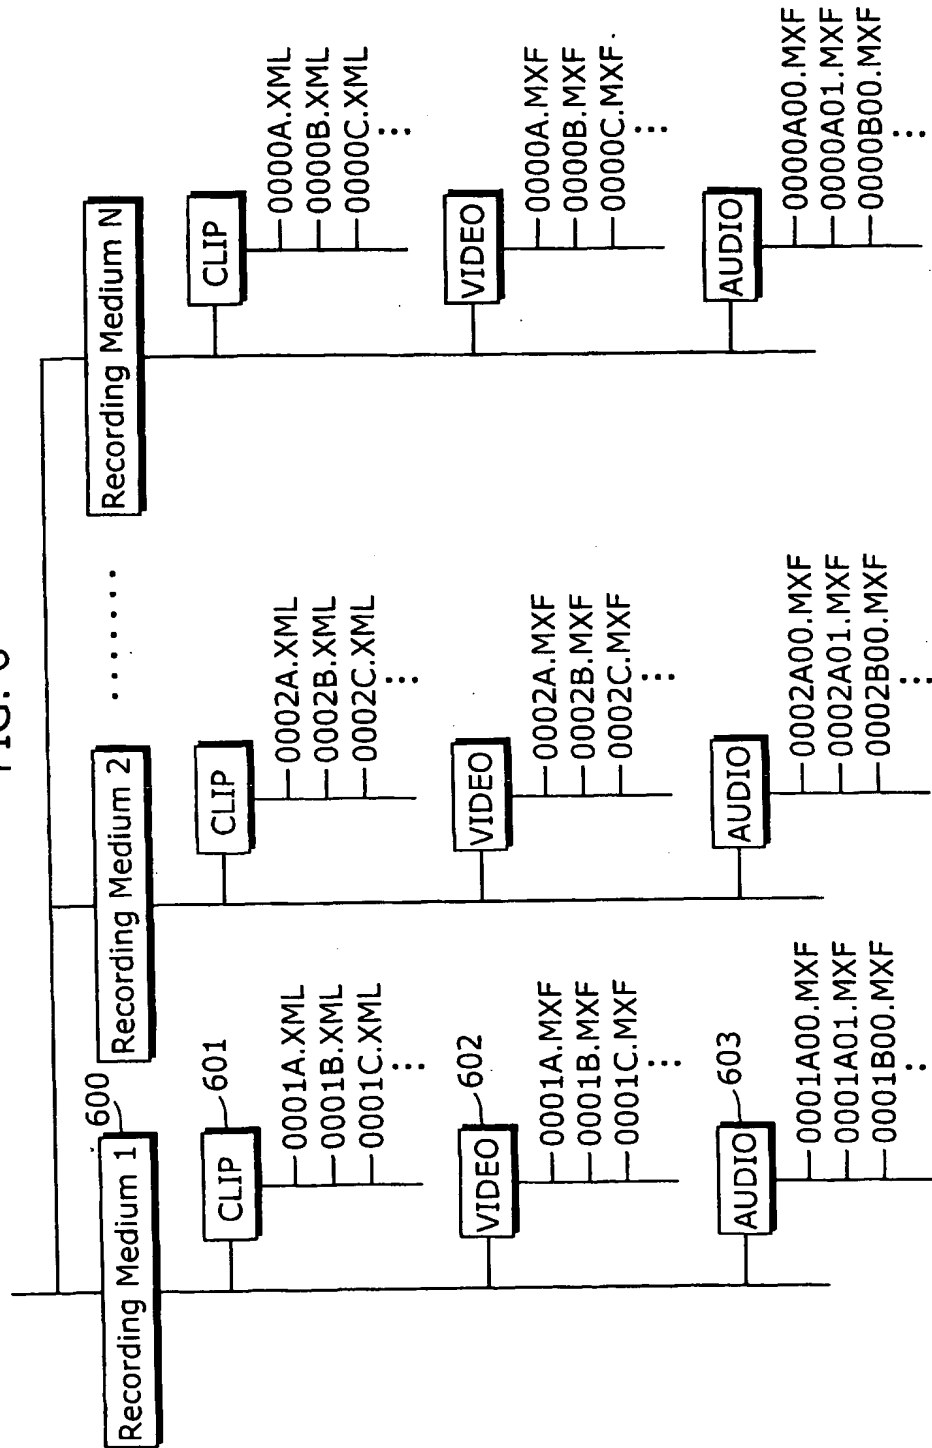 FIG. 6
Recording Medium 1
600
CLIP
601
0001A.XML
0001B.XML
0001C.XML
VIDEO
602
0001A.MXF
0001B.MXF
0001C.MXF
AUDIO
603
0001A00.MXF
0001A01.MXF
0001B00.MXF
Recording Medium 2
CLIP
0002A.XML
0002B.XML
0002C.XML
VIDEO
0002A.MXF
0002B.MXF
0002C.MXF
AUDIO
0002A00.MXF
0002A01.MXF
0002B00.MXF
.......
Recording Medium N
CLIP
0000A.XML
0000B.XML
0000C.XML
VIDEO
0000A.MXF
0000B.MXF
0000C.MXF
AUDIO
0000A00.MXF
0000A01.MXF
0000B00.MXF